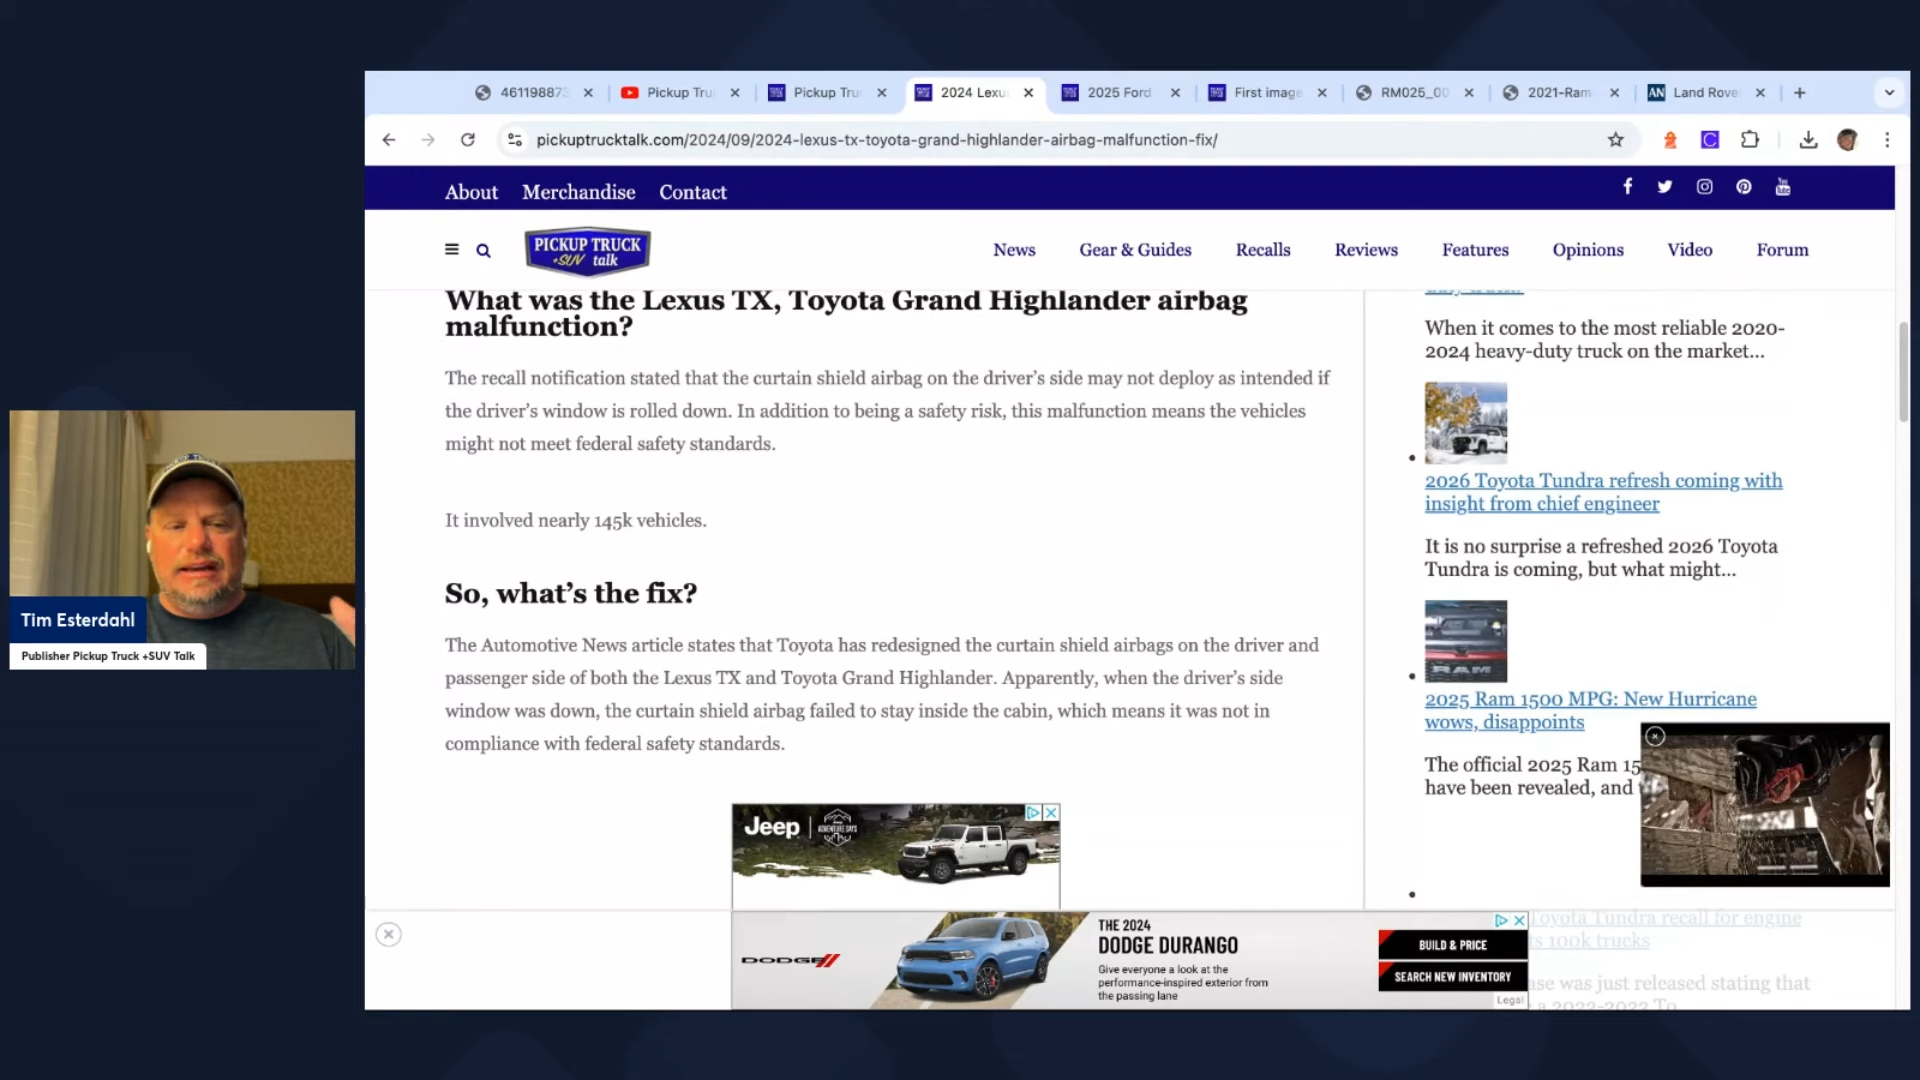 461198873
Pickup Tru
Pickup Tru
2024 Lexu
2025 Ford
First image
RM025_00
2021-Ram
AN
Land Rove
pickuptrucktalk.com/2024/09/2024-lexus-tx-toyota-grand-highlander-airbag-malfunction-fix/
About Merchandise Contact
PICKUP TRUCK
+SUV talk
News Gear & Guides Recalls Reviews Features Opinions Video Forum
What was the Lexus TX, Toyota Grand Highlander airbag
malfunction?
The recall notification stated that the curtain shield airbag on the driver's side may not deploy as intended if
the driver's window is rolled down. In addition to being a safety risk, this malfunction means the vehicles
might not meet federal safety standards.
It involved nearly 145k vehicles.
So, what's the fix?
The Automotive News article states that Toyota has redesigned the curtain shield airbags on the driver and
passenger side of both the Lexus TX and Toyota Grand Highlander. Apparently, when the driver's side
window was down, the curtain shield airbag failed to stay inside the cabin, which means it was not in
compliance with federal safety standards.
When it comes to the most reliable 2020-
2024 heavy-duty truck on the market...
2026 Toyota Tundra refresh coming with
insight from chief engineer
It is no surprise a refreshed 2026 Toyota
Tundra is coming, but what might...
RAM
2025 Ram 1500 MPG: New Hurricane
wows, disappoints
The official 2025 Ram 15
have been revealed, and
oyota Tundra recall for engine
ts 100k trucks
nse was just released stating that
a 2022-2023 To
Jeep
ADVENTURE DAYS
DODGE
THE 2024
DODGE DURANGO
Give everyone a look at the
performance-inspired exterior from
the passing lane
BUILD & PRICE
SEARCH NEW INVENTORY
Legal
Tim Esterdahl
Publisher Pickup Truck +SUV Talk